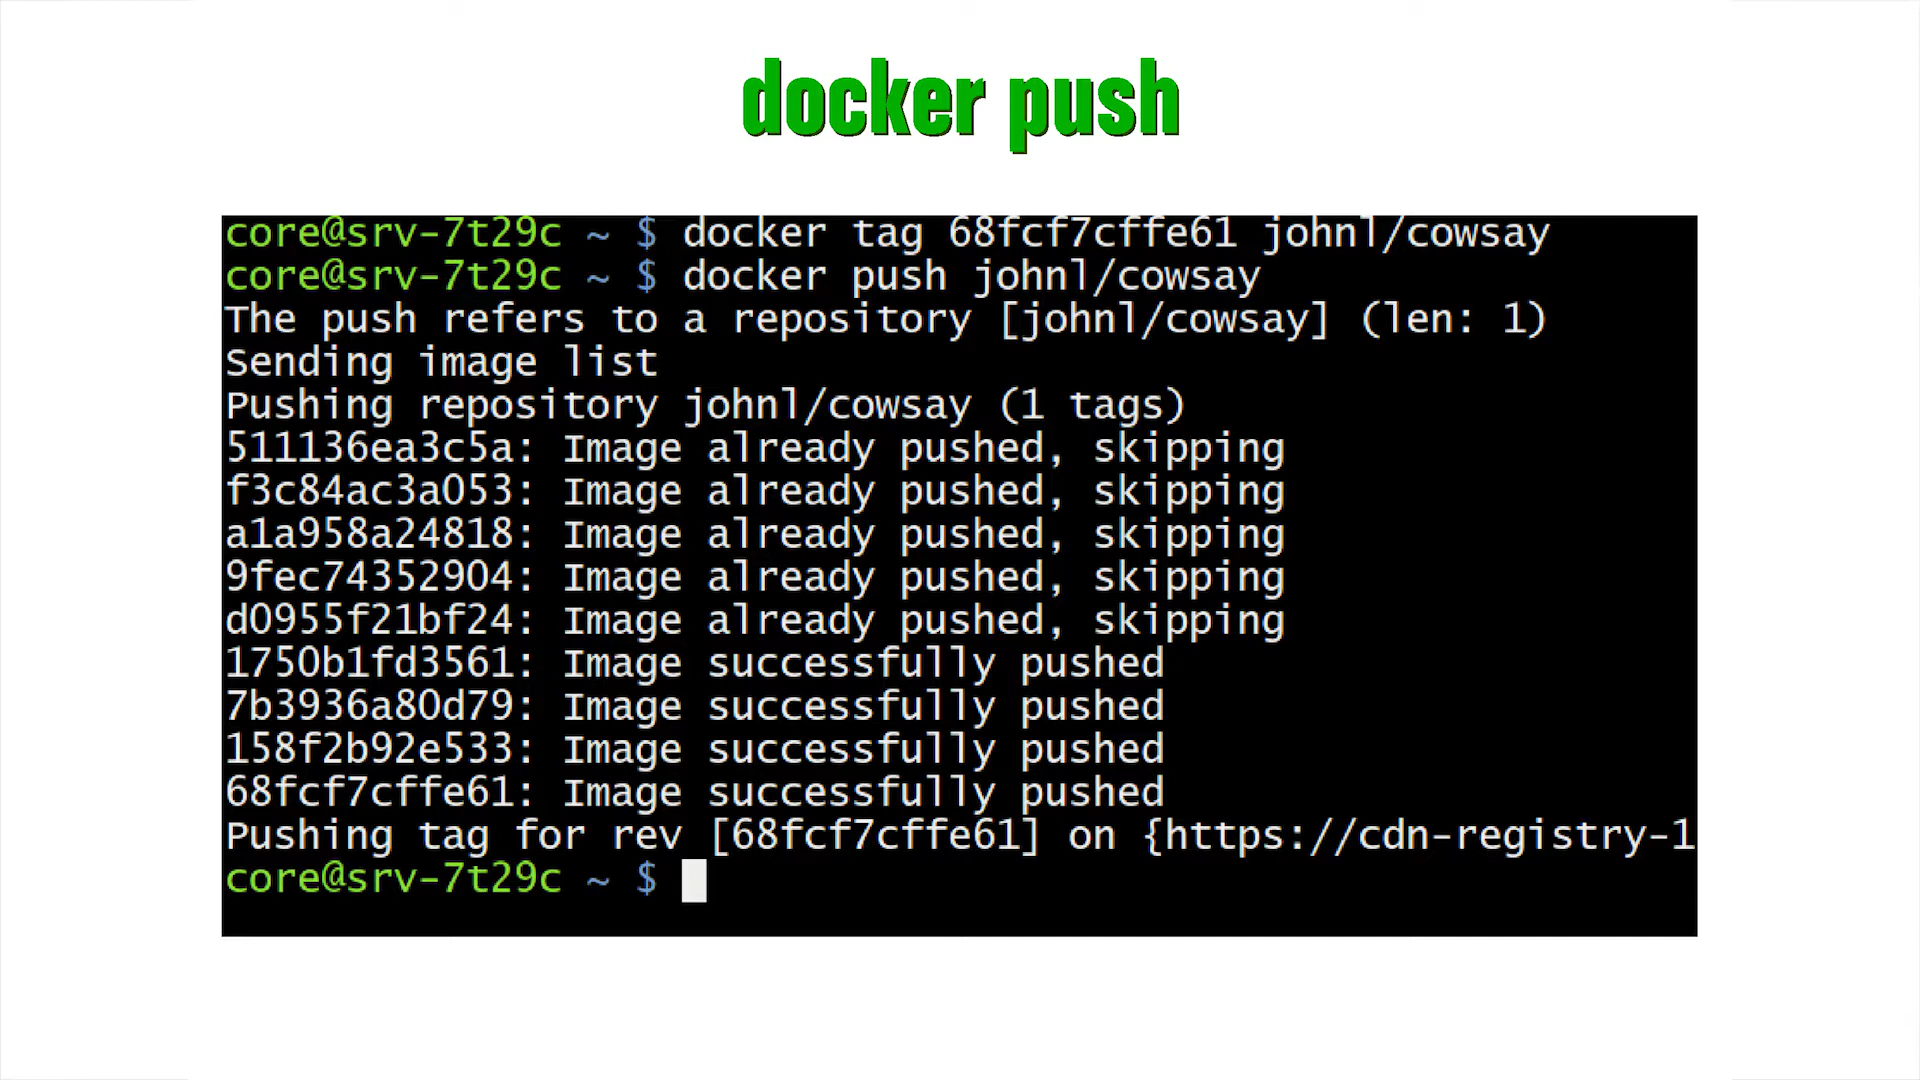 docker push
core@srv-7t29c ~ $ docker tag 68fcf7cffe61 johnl/cowsay
core@srv-7t29c ~ $ docker push johnl/cowsay
The push refers to a repository [johnl/cowsay] (len: 1)
Sending image list
Pushing repository johnl/cowsay (1 tags)
511136ea3c5a: Image already pushed, skipping
f3c84ac3a053: Image already pushed, skipping
a1a958a24818: Image already pushed, skipping
9fec74352904: Image already pushed, skipping
d0955f21bf24: Image already pushed, skipping
1750b1fd3561: Image successfully pushed
7b3936a80d79: Image successfully pushed
158f2b92e533: Image successfully pushed
68fcf7cffe61: Image successfully pushed
Pushing tag for rev [68fcf7cffe61] on {https://cdn-registry-1
core@srv-7t29c ~ $